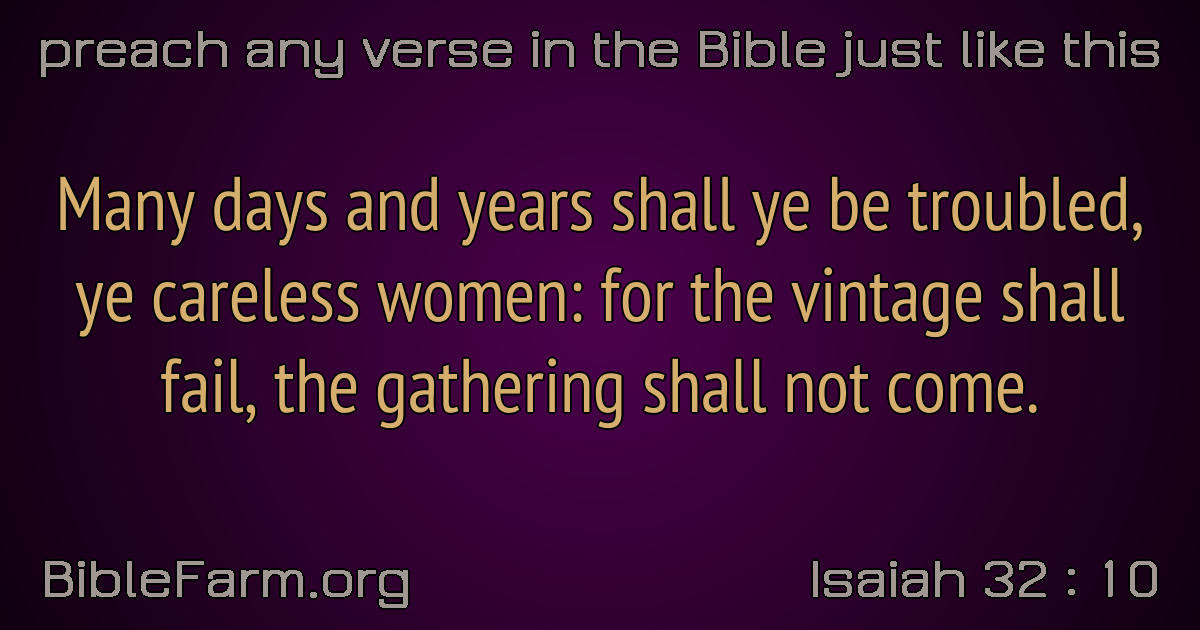 preach any verse in the Bible just like this
Many days and years shall ye be troubled,
ye careless women: for the vintage shall
fail, the gathering shall not come.
BibleFarm.org
Isaiah 32 : 10